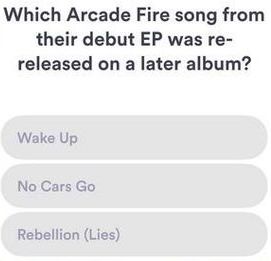 Which Arcade Fire song from
their debut EP was re-
released on a later album?
Wake Up
No Cars Go
Rebellion (Lies)